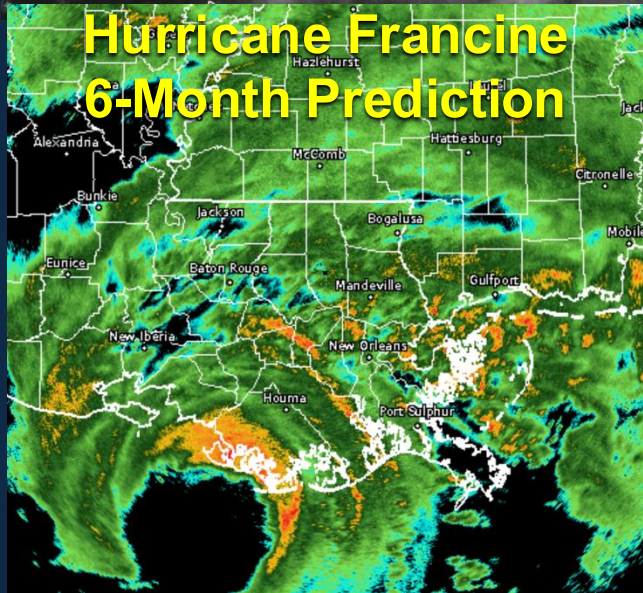 Hurricane Francine
Hazlehurst
6-Month Prediction
Alexandria
Hattiesburg
McComb
Citronelle
Bunkie
Jackson
Bogalusa
Mobile
Eunice
Baton Rouge
Gulfport
Mandeville
New Iberia
New Orleans
Houma
Port Sulphur